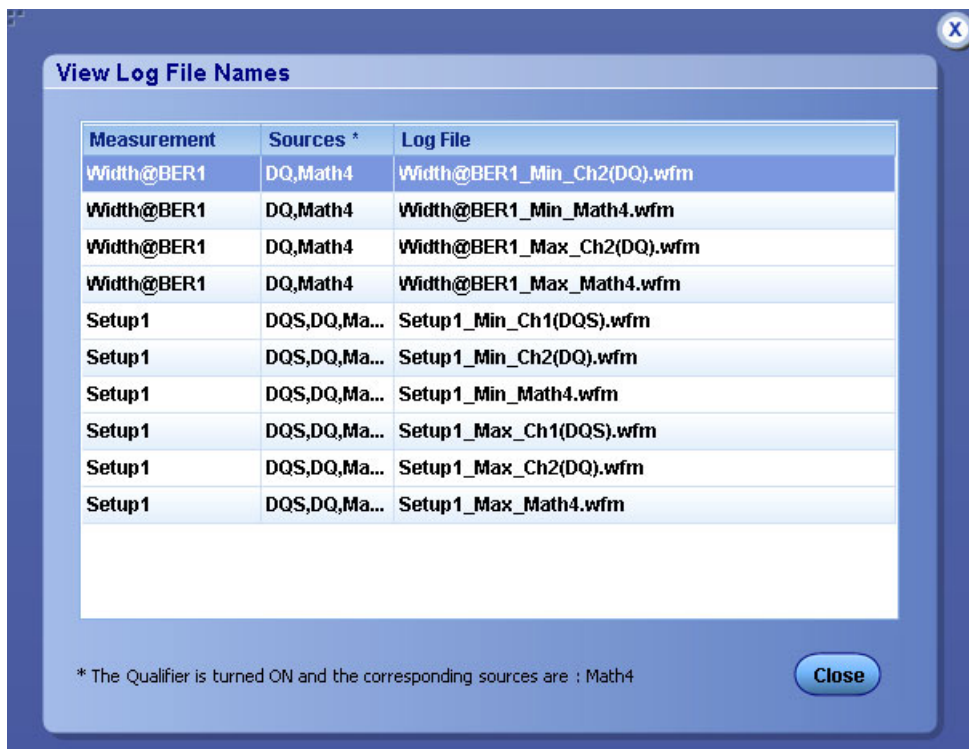 X
View Log File Names
Measurement Sources * Log File
Width@BER1 DQ,Math4 Width@BER1_Min_Ch2(DQ).wfm
Width@BER1 DQ,Math4 Width@BER1_Min_Math4.wfm
Width@BER1 DQ,Math4 Width@BER1_Max_Ch2(DQ).wfm
Width@BER1 DQ,Math4 Width@BER1_Max_Math4.wfm
Setup1 DQS,DQ,Ma... Setup1_Min_Ch1(DQS).wfm
Setup1 DQS,DQ,Ma... Setup1_Min_Ch2(DQ).wfm
Setup1 DQS,DQ,Ma... Setup1_Min_Math4.wfm
Setup1 DQS,DQ,Ma... Setup1_Max_Ch1(DQS).wfm
Setup1 DQS,DQ,Ma... Setup1_Max_Ch2(DQ).wfm
Setup1 DQS,DQ,Ma... Setup1_Max_Math4.wfm
* The Qualifier is turned ON and the corresponding sources are : Math4
Close